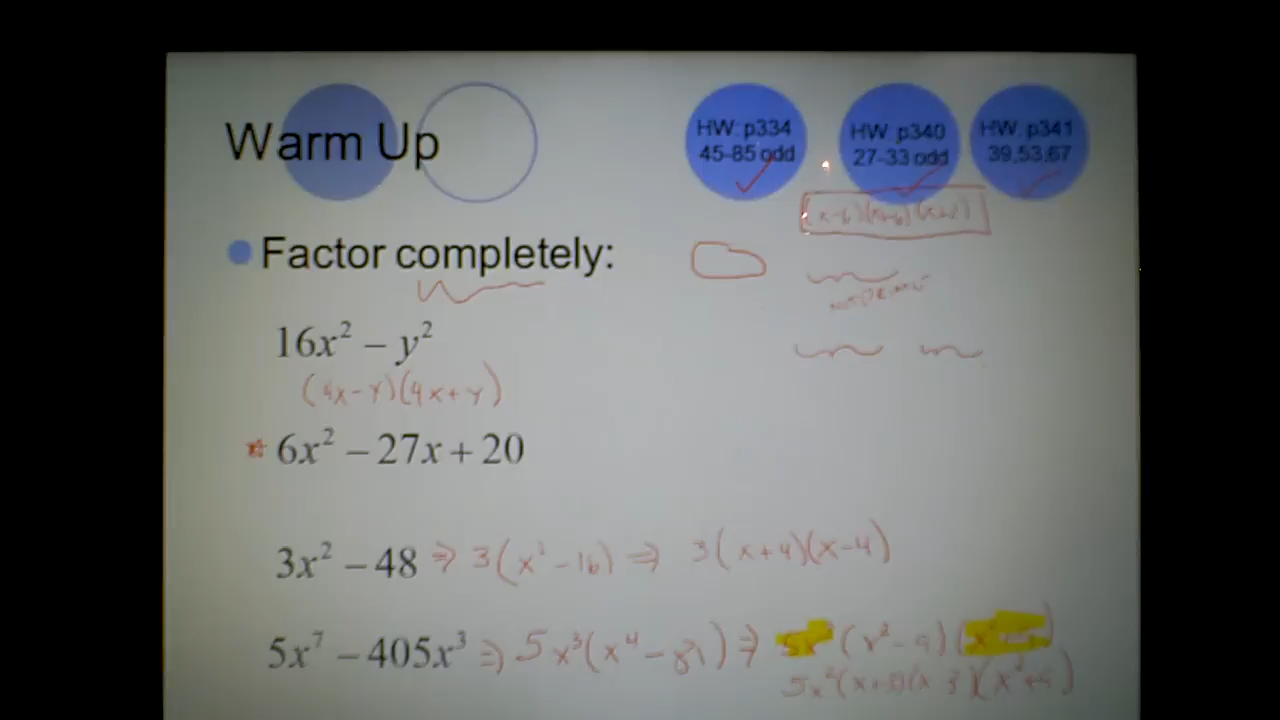 Warm Up
HW: p334
45-85 odd
HW: p340
27-33 odd
HW: p341
39,53,67
Factor completely:
16x² − y²
(4x−y)(4x+y)
6x² − 27x + 20
3x² − 48 ⇒ 3(x²−16) ⇒ 3(x+4)(x−4)
5x⁷ − 405x³ ⇒ 5x³(x⁴−81) ⇒ (x²−9)